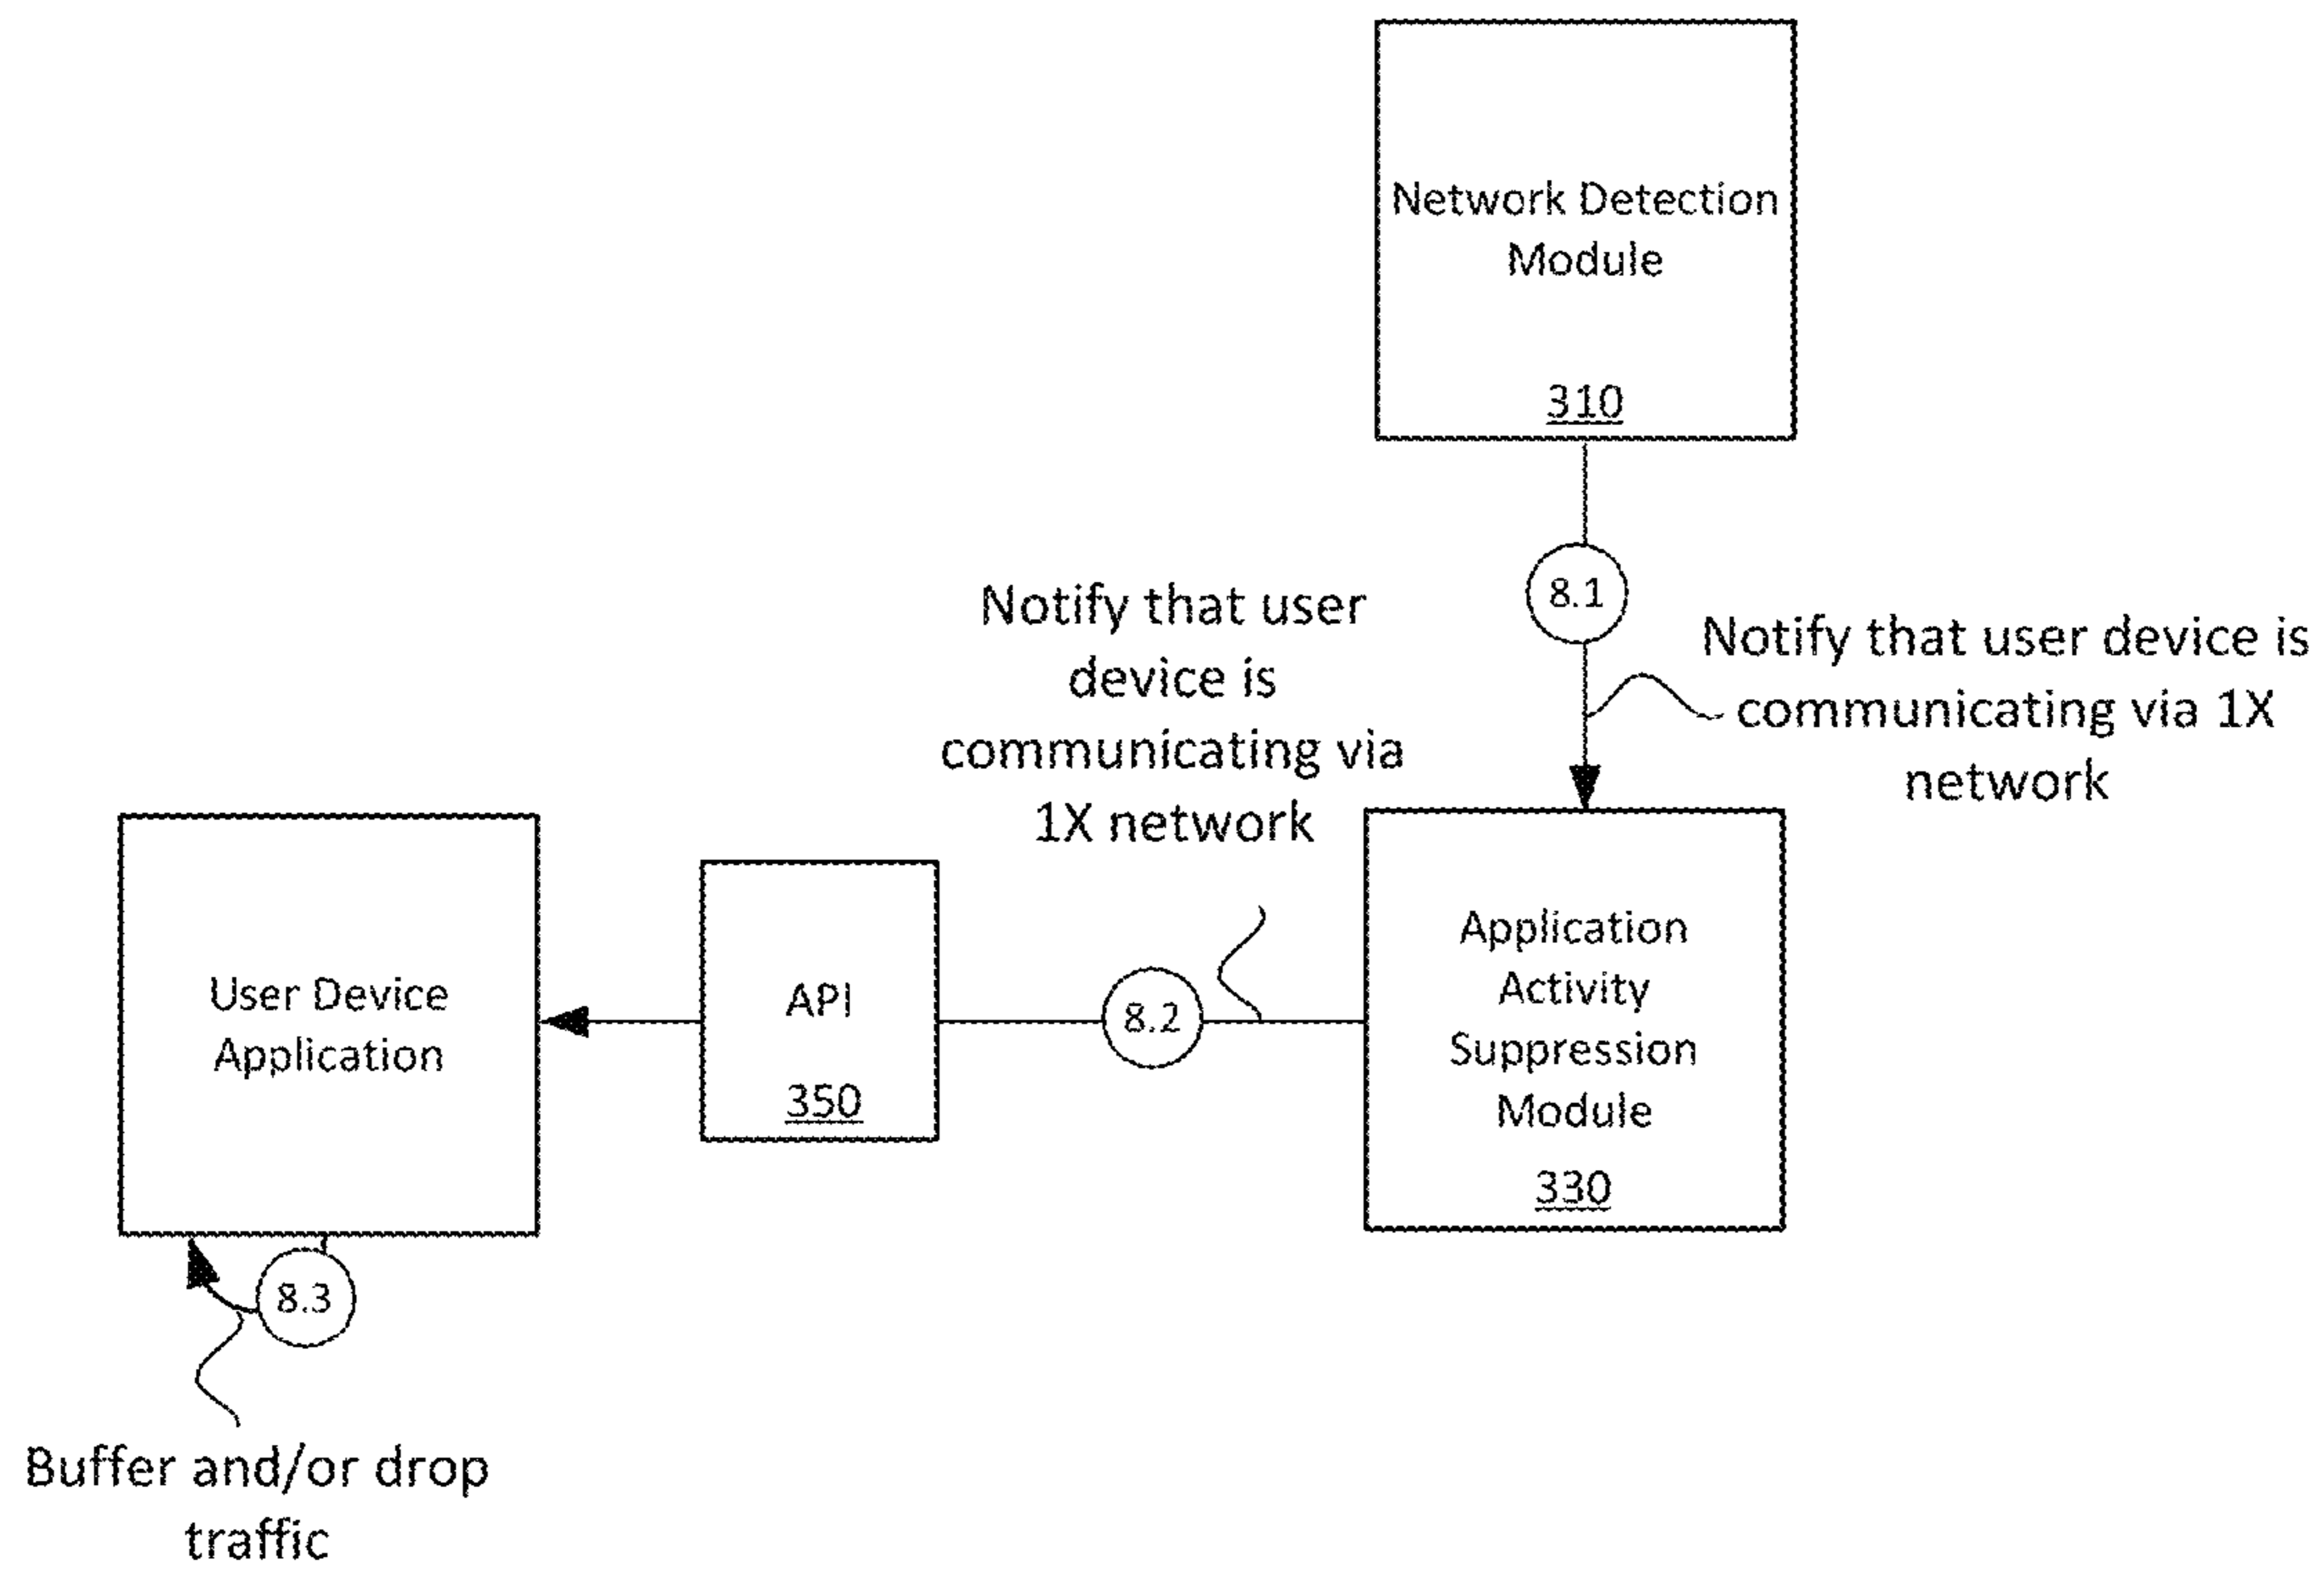 Network Detection
Module
310
8.1
Notify that user device is
communicating via 1X
network
Notify that user
device is
communicating via
1X network
Application
Activity
Suppression
Module
330
8.2
API
350
User Device
Application
8.3
Buffer and/or drop
traffic